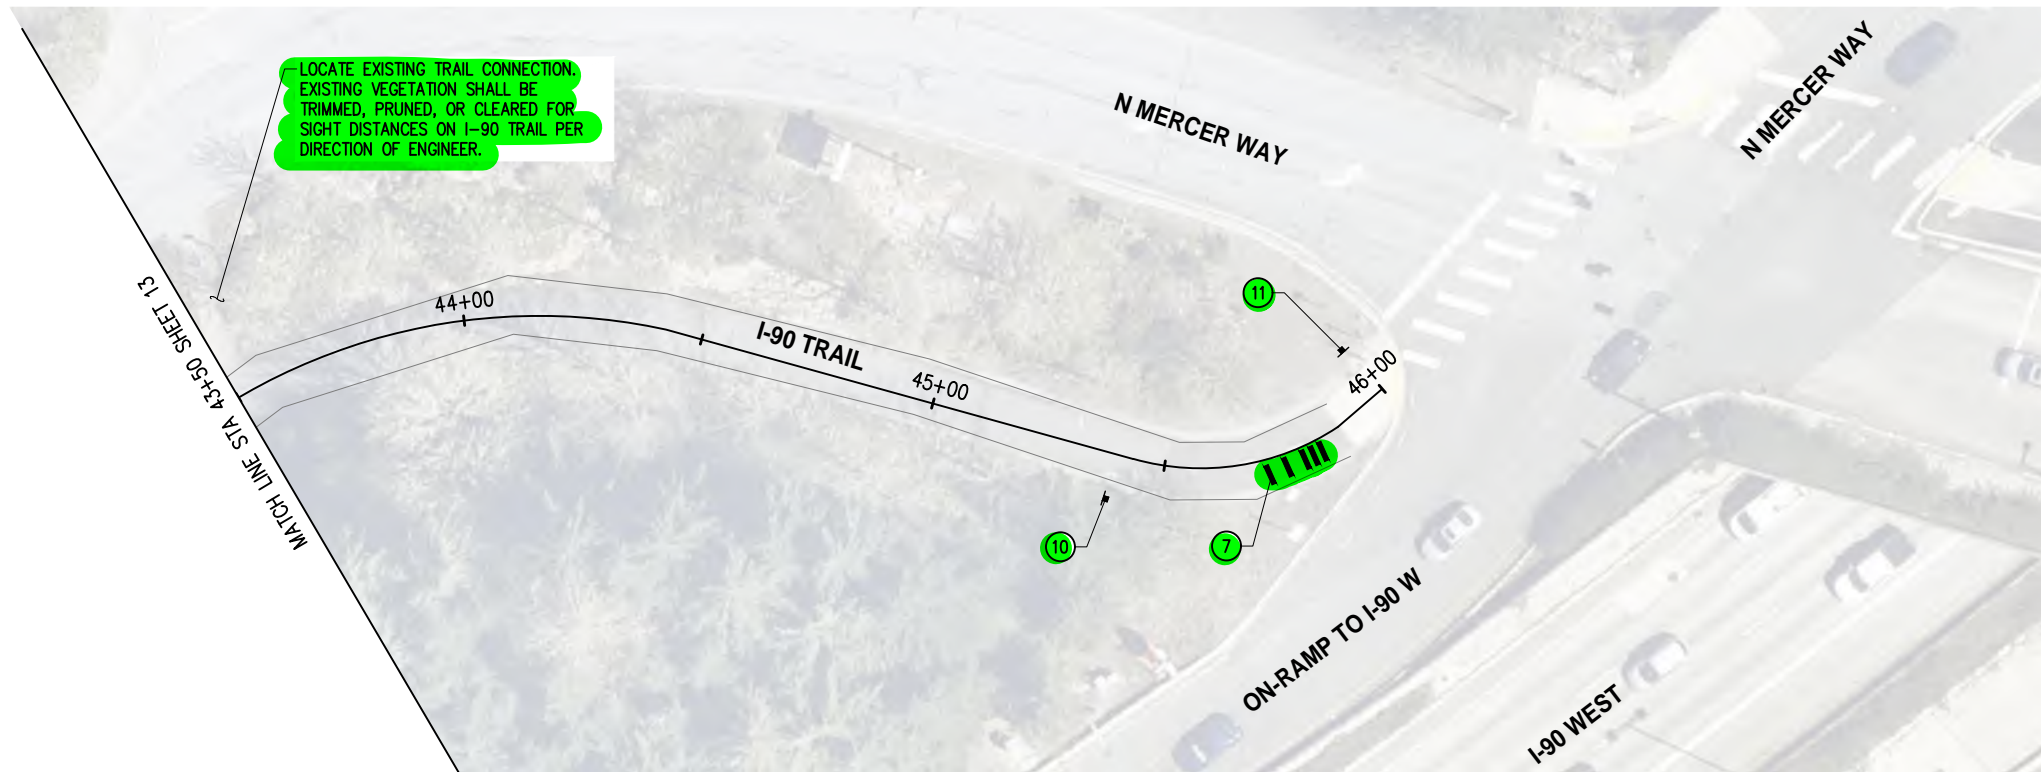 LOCATE EXISTING TRAIL CONNECTION.
EXISTING VEGETATION SHALL BE
TRIMMED, PRUNED, OR CLEARED FOR
SIGHT DISTANCES ON I-90 TRAIL PER
DIRECTION OF ENGINEER.
N MERCER WAY
N MERCER WAY
MATCH LINE STA 43+50 SHEET 13
44+00
I-90 TRAIL
45+00
11
46+00
10
7
ON-RAMP TO I-90 W
I-90 WEST